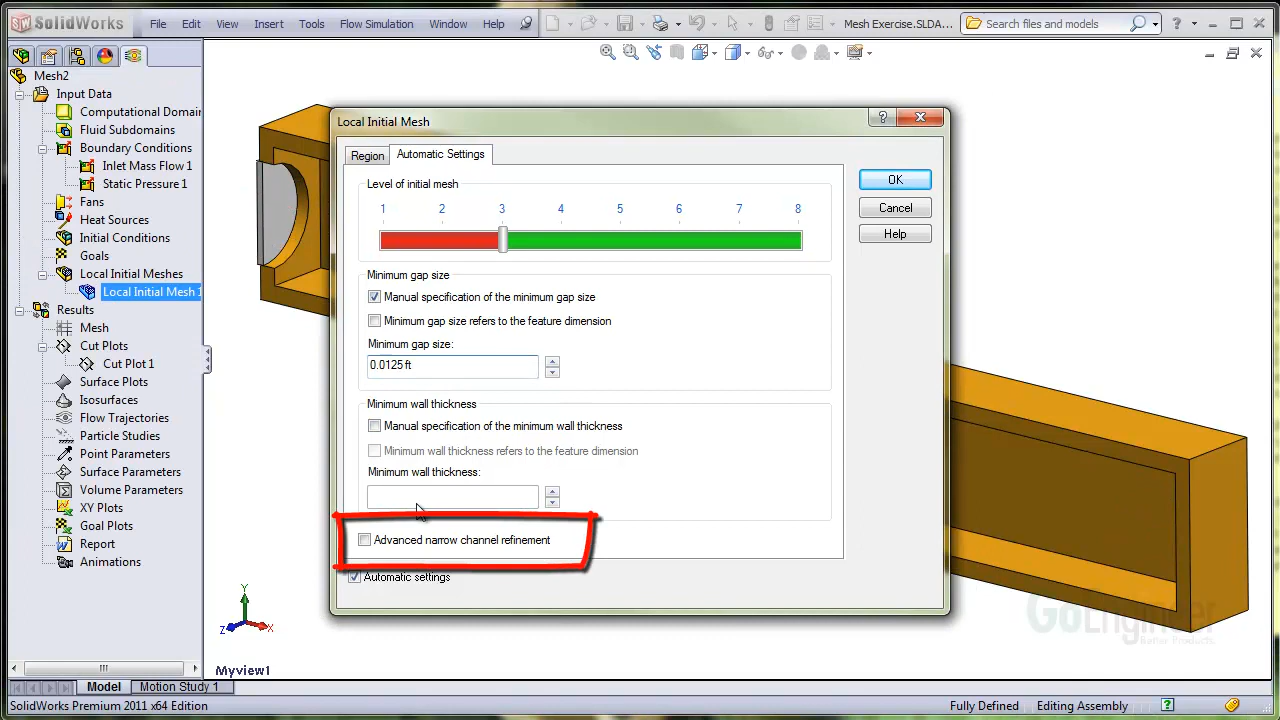 SolidWorks File Edit View Insert Tools Flow Simulation Window Help Mesh Exercise.SLDA... Search files and models ?
Mesh2
Input Data
Computational Domain
Fluid Subdomains
Boundary Conditions
Inlet Mass Flow 1
Static Pressure 1
Fans
Heat Sources
Initial Conditions
Goals
Local Initial Meshes
Local Initial Mesh 1
Results
Mesh
Cut Plots
Cut Plot 1
Surface Plots
Isosurfaces
Flow Trajectories
Particle Studies
Point Parameters
Surface Parameters
Volume Parameters
XY Plots
Goal Plots
Report
Animations
Local Initial Mesh ?
Region Automatic Settings
Level of initial mesh
1 2 3 4 5 6 7 8
Minimum gap size
Manual specification of the minimum gap size
Minimum gap size refers to the feature dimension
Minimum gap size:
0.0125 ft
Minimum wall thickness
Manual specification of the minimum wall thickness
Minimum wall thickness refers to the feature dimension
Minimum wall thickness:
Advanced narrow channel refinement
Automatic settings
OK
Cancel
Help
GoEngineer
Better Products.
Y
Z X
Myview1
Model Motion Study 1
SolidWorks Premium 2011 x64 Edition Fully Defined Editing Assembly ?